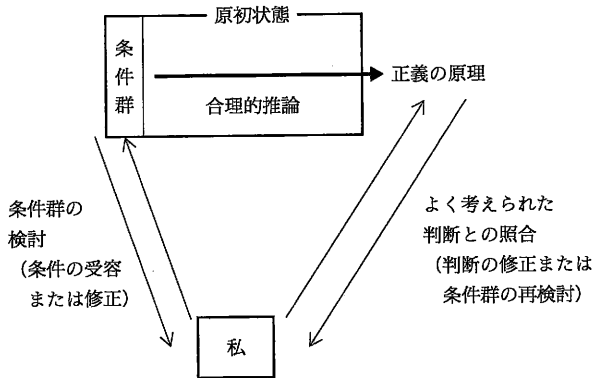 原初状態
条件群
合理的推論
正義の原理
条件群の
検討
（条件の受容
または修正）
よく考えられた
判断との照合
（判断の修正または
条件群の再検討）
私